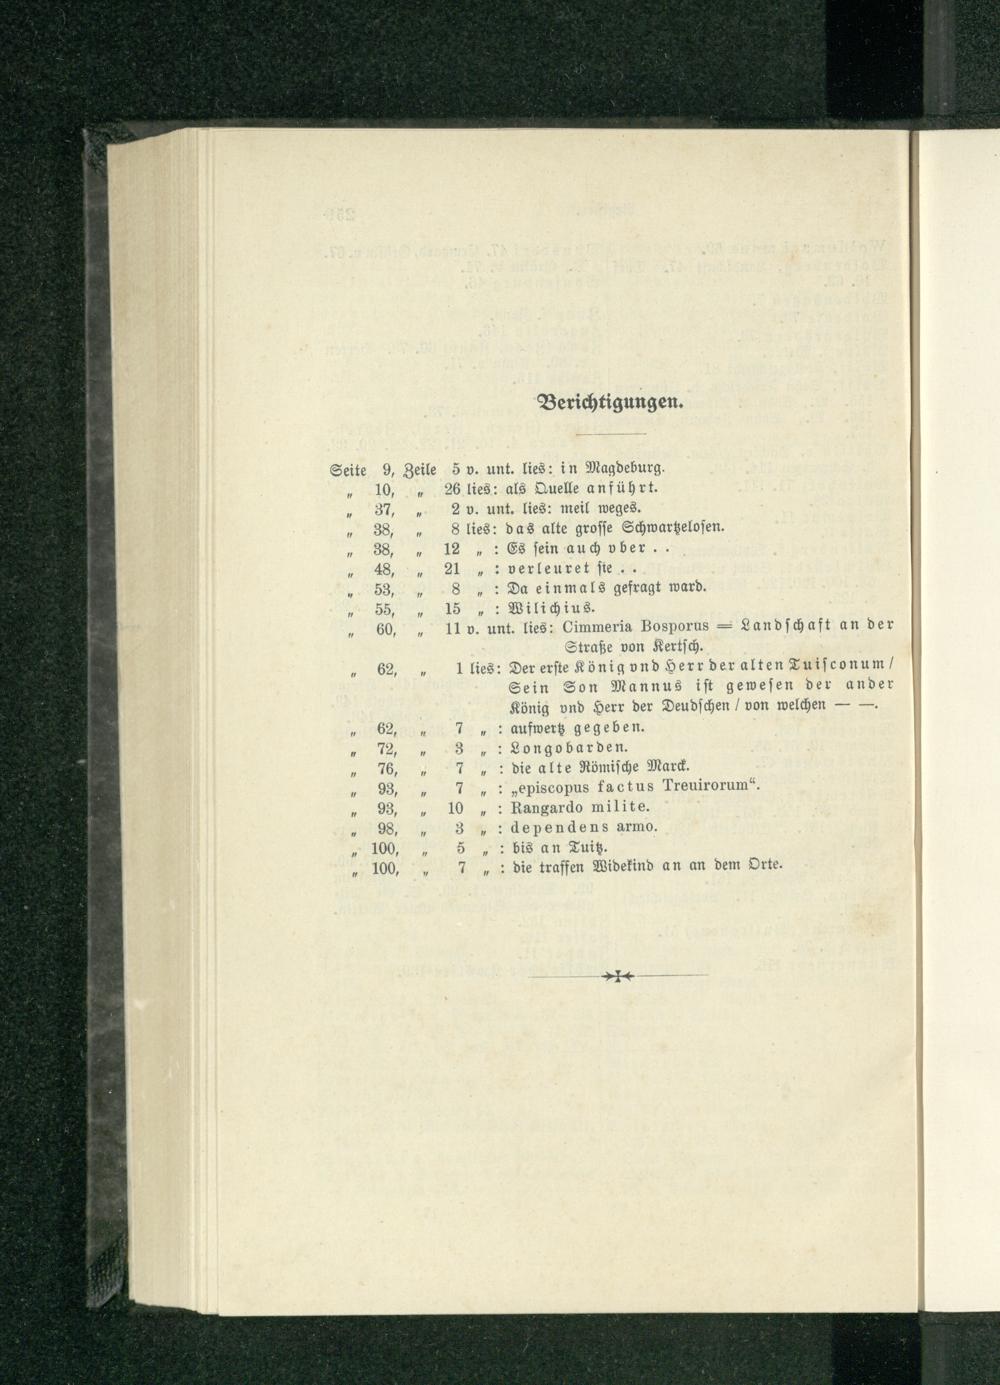 Berichtigungen.
Seite 9, Zeile 5 v. unt. lies: in Magdeburg.
„ 10, „ 26 lies: als Quelle anführt.
„ 37, „ 2 v. unt. lies: meil weges.
„ 38, „ 8 lies: das alte grosse Schwartzelosen.
„ 38, „ 12 „ : Es sein auch vber . .
„ 48, „ 21 „ : verleuret sie . .
„ 53, „ 8 „ : Da einmals gefragt ward.
„ 55, „ 15 „ : Wilichius.
„ 60, „ 11 v. unt. lies: Cimmeria Bosporus = Landschaft an der
Straße von Kertsch.
„ 62, „ 1 lies: Der erste König vnd Herr der alten Tuisconum /
Sein Son Mannus ist gewesen der ander
König vnd Herr der Deudschen / von welchen — —.
„ 62, „ 7 „ : aufwertz gegeben.
„ 72, „ 3 „ : Longobarden.
„ 76, „ 7 „ : die alte Römische Marck.
„ 93, „ 7 „ : „episcopus factus Treuirorum“.
„ 93, „ 10 „ : Rangardo milite.
„ 98, „ 3 „ : dependens armo.
„ 100, „ 5 „ : bis an Tuitz.
„ 100, „ 7 „ : die traffen Widekind an an dem Orte.